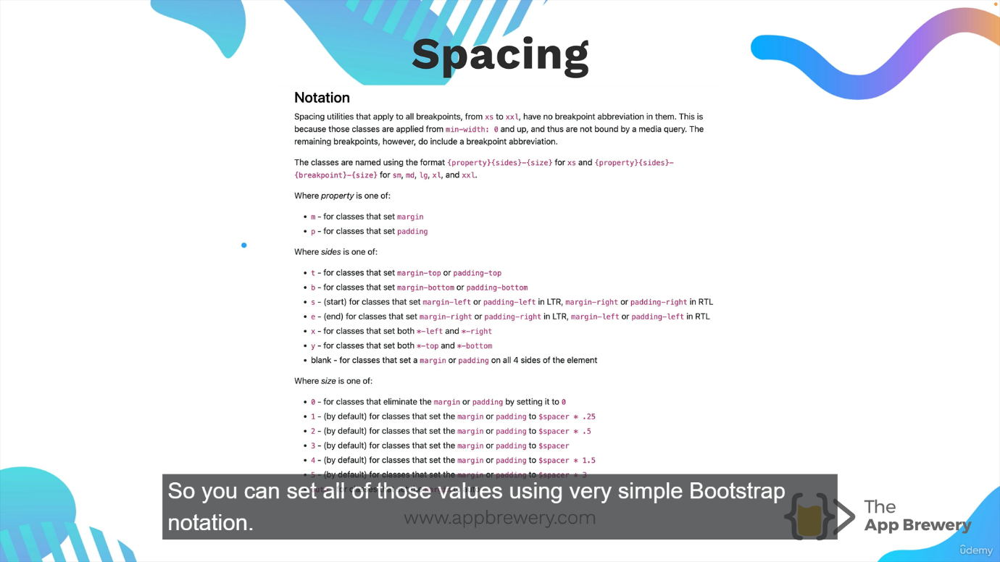 Spacing
Notation
Spacing utilities that apply to all breakpoints, from xs to xxl, have no breakpoint abbreviation in them. This is
because those classes are applied from min-width: 0 and up, and thus are not bound by a media query. The
remaining breakpoints, however, do include a breakpoint abbreviation.
The classes are named using the format {property}{sides}-{size} for xs and {property}{sides}-
{breakpoint}-{size} for sm, md, lg, xl, and xxl.
Where property is one of:
• m - for classes that set margin
• p - for classes that set padding
Where sides is one of:
• t - for classes that set margin-top or padding-top
• b - for classes that set margin-bottom or padding-bottom
• s - (start) for classes that set margin-left or padding-left in LTR, margin-right or padding-right in RTL
• e - (end) for classes that set margin-right or padding-right in LTR, margin-left or padding-left in RTL
• x - for classes that set both *-left and *-right
• y - for classes that set both *-top and *-bottom
• blank - for classes that set a margin or padding on all 4 sides of the element
Where size is one of:
• 0 - for classes that eliminate the margin or padding by setting it to 0
• 1 - (by default) for classes that set the margin or padding to $spacer * .25
• 2 - (by default) for classes that set the margin or padding to $spacer * .5
• 3 - (by default) for classes that set the margin or padding to $spacer
• 4 - (by default) for classes that set the margin or padding to $spacer * 1.5
• 5 - (by default) for classes that set the margin or padding to $spacer * 3
So you can set all of those values using very simple Bootstrap
notation.
www.appbrewery.com
The
App Brewery
ûdemy